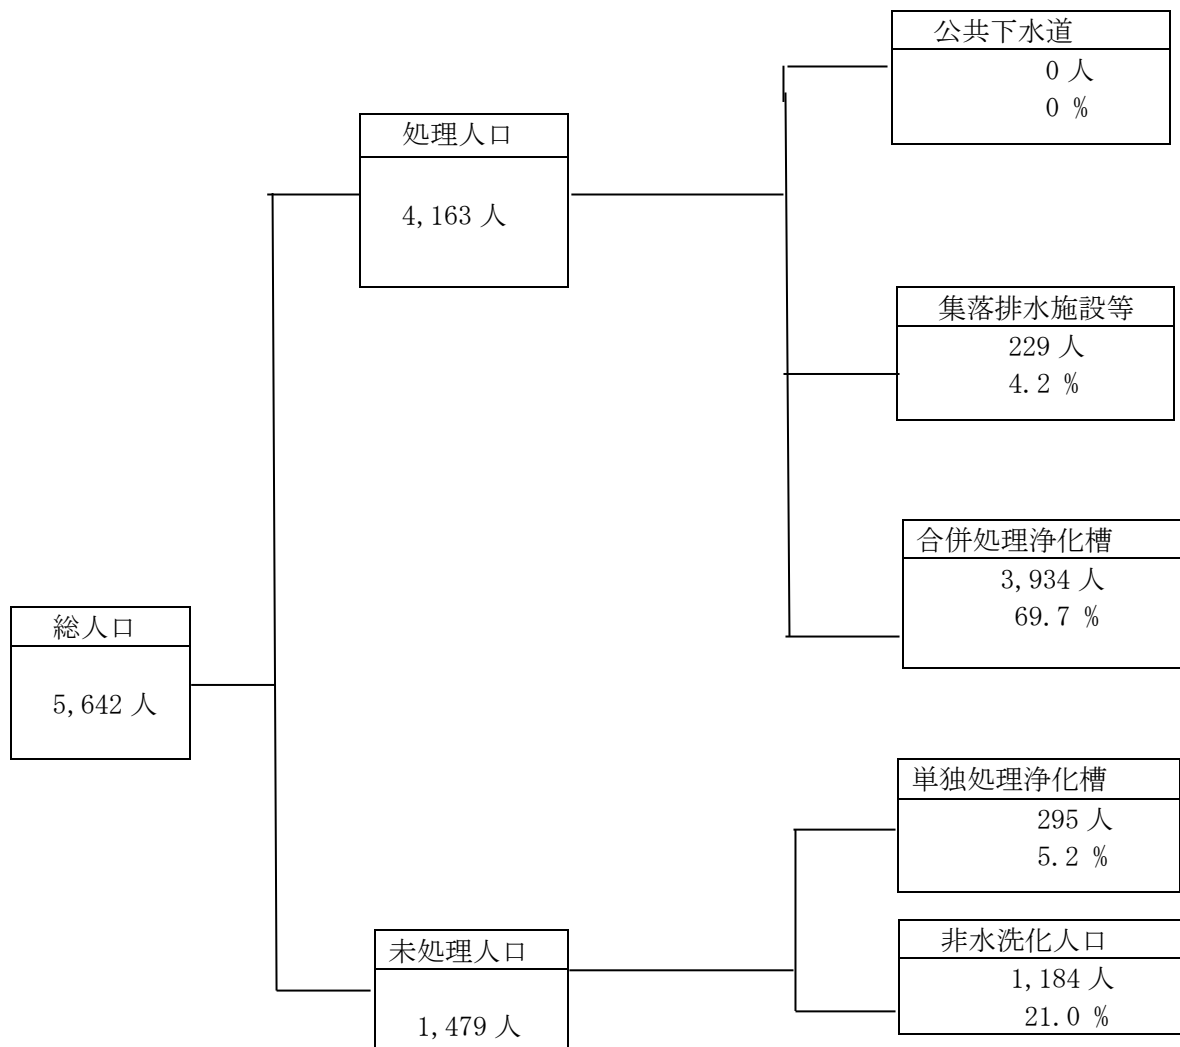 公共下水道
0 人
0 %
処理人口
4,163 人
集落排水施設等
229 人
4.2 %
合併処理浄化槽
3,934 人
69.7 %
総人口
5,642 人
単独処理浄化槽
295 人
5.2 %
未処理人口
1,479 人
非水洗化人口
1,184 人
21.0 %